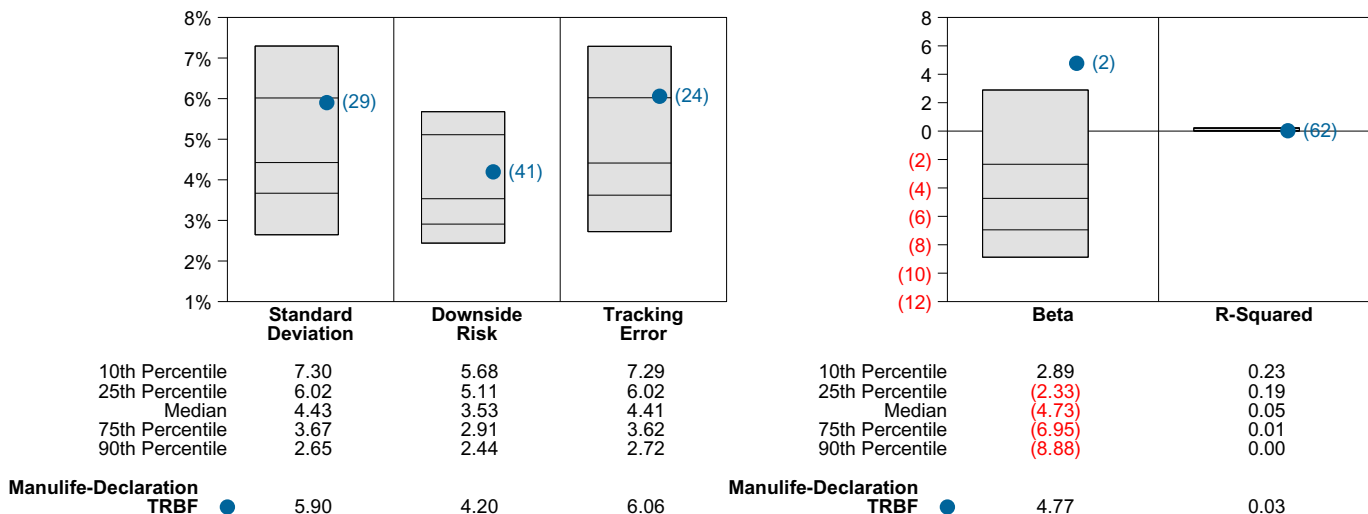 8%
7%
6%
5%
4%
3%
2%
1%
(29)
(41)
(24)
Standard Deviation
Downside Risk
Tracking Error
10th Percentile 7.30 5.68 7.29
25th Percentile 6.02 5.11 6.02
Median 4.43 3.53 4.41
75th Percentile 3.67 2.91 3.62
90th Percentile 2.65 2.44 2.72
Manulife-Declaration
TRBF 5.90 4.20 6.06
8
6
4
2
0
(2)
(4)
(6)
(8)
(10)
(12)
(2)
(62)
Beta
R-Squared
10th Percentile 2.89 0.23
25th Percentile (2.33) 0.19
Median (4.73) 0.05
75th Percentile (6.95) 0.01
90th Percentile (8.88) 0.00
Manulife-Declaration
TRBF 4.77 0.03